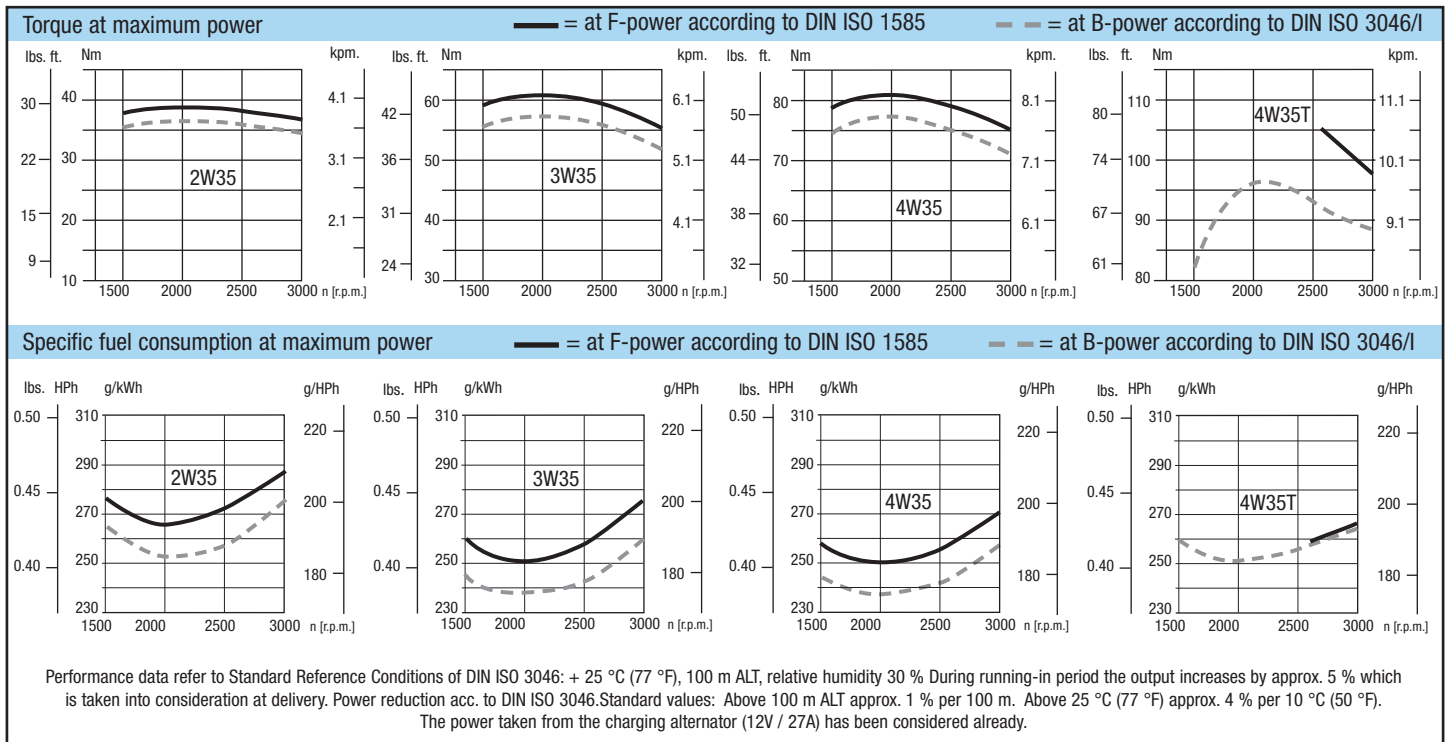 Torque at maximum power = at F-power according to DIN ISO 1585 = at B-power according to DIN ISO 3046/I
lbs. ft. Nm kpm. lbs. ft. Nm kpm. lbs. ft. Nm kpm. lbs. ft. Nm kpm.
30 40 4.1 42 60 6.1 50 80 8.1 80 110 11.1
4W35T
22 30 3.1 36 50 5.1 44 70 7.1 74 100 10.1
2W35 3W35 4W35
15 20 2.1 31 40 4.1 38 60 6.1 67 90 9.1
9 10 24 30 32 50 61 80
1500 2000 2500 3000 n [r.p.m.] 1500 2000 2500 3000 n [r.p.m.] 1500 2000 2500 3000 n [r.p.m.] 1500 2000 2500 3000 n [r.p.m.]
Specific fuel consumption at maximum power = at F-power according to DIN ISO 1585 = at B-power according to DIN ISO 3046/I
lbs. HPh g/kWh g/HPh lbs. HPh g/kWh g/HPh lbs. HPH g/kWh g/HPh lbs. HPh g/kWh g/HPh
0.50 310 220 0.50 310 220 0.50 310 220 0.50 310 220
290 290 290 290
2W35 3W35 4W35 4W35T
0.45 270 200 0.45 270 200 0.45 270 200 0.45 270 200
0.40 250 180 0.40 250 180 0.40 250 180 0.40 250 180
230 230 230 230
1500 2000 2500 3000 n [r.p.m.] 1500 2000 2500 3000 n [r.p.m.] 1500 2000 2500 3000 n [r.p.m.] 1500 2000 2500 3000 n [r.p.m.]
Performance data refer to Standard Reference Conditions of DIN ISO 3046: + 25 °C (77 °F), 100 m ALT, relative humidity 30 % During running-in period the output increases by approx. 5 % which
is taken into consideration at delivery. Power reduction acc. to DIN ISO 3046.Standard values: Above 100 m ALT approx. 1 % per 100 m. Above 25 °C (77 °F) approx. 4 % per 10 °C (50 °F).
The power taken from the charging alternator (12V / 27A) has been considered already.